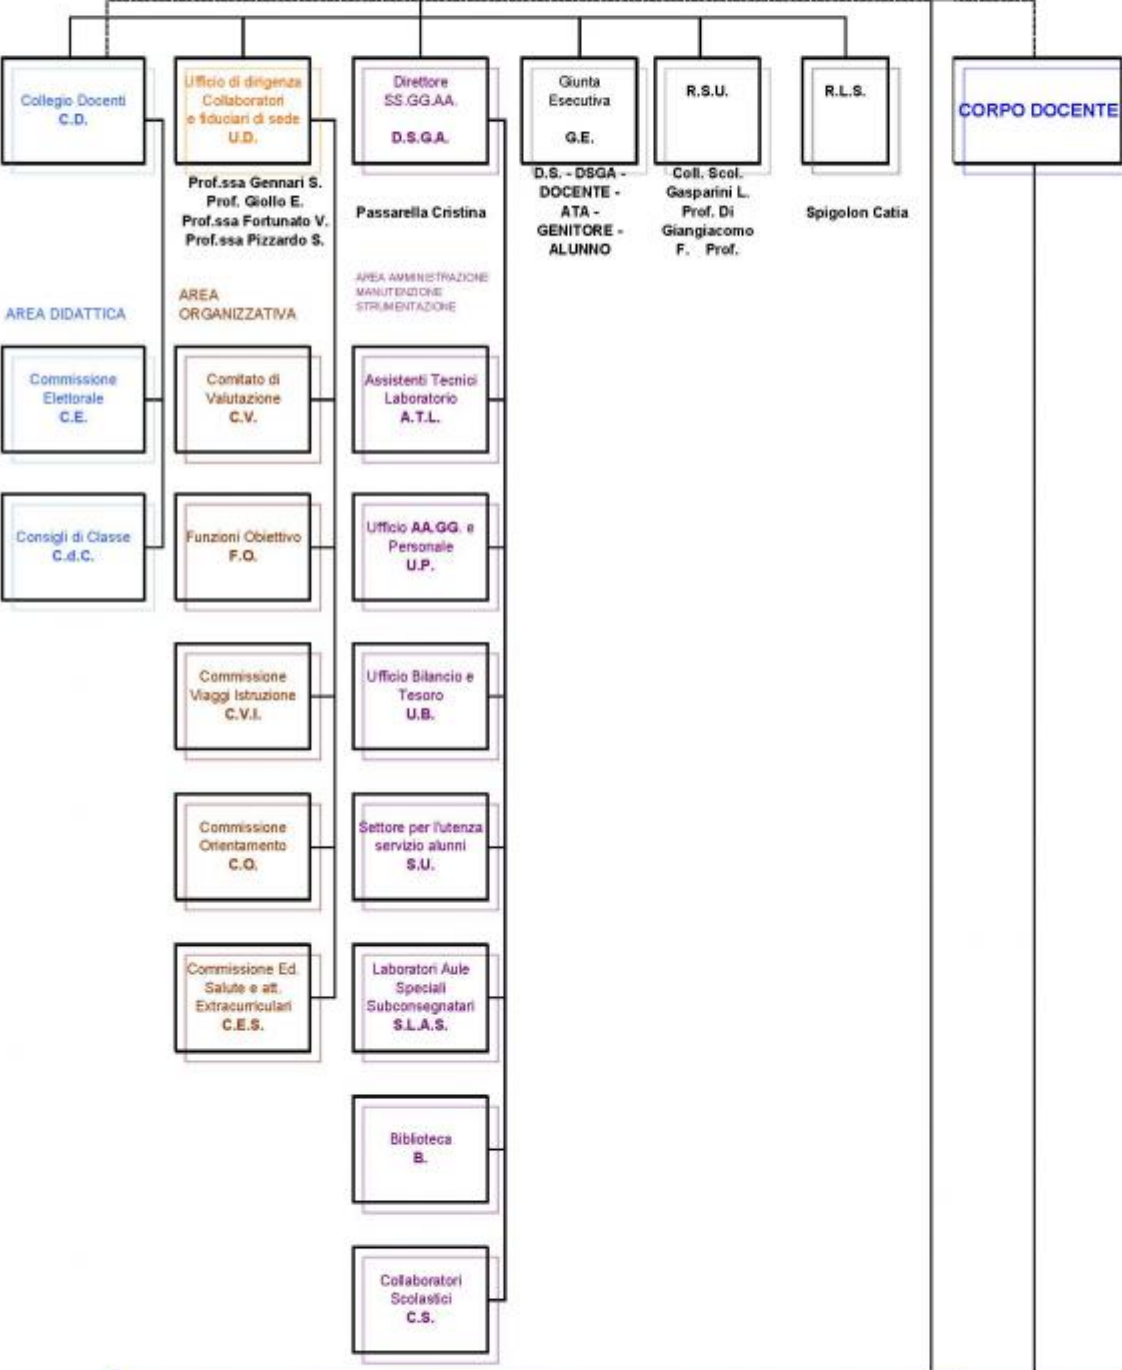 Collegio Docenti
C.D.
Ufficio di dirigenza
Collaboratori
e fiduciari di sede
U.D.
Direttore
SS.GG.AA.
D.S.G.A.
Giunta
Esecutiva
G.E.
R.S.U.
R.L.S.
CORPO DOCENTE
Prof.ssa Gennari S.
Prof. Giollo E.
Prof.ssa Fortunato V.
Prof.ssa Pizzardo S.
Passarella Cristina
D.S. - DSGA -
DOCENTE -
ATA -
GENITORE -
ALUNNO
Coll. Scol.
Gasparini L.
Prof. Di
Giangiacomo
F. Prof.
Spigolon Catia
AREA DIDATTICA
Commissione
Elettorale
C.E.
Consigli di Classe
C.d.C.
AREA
ORGANIZZATIVA
Comitato di
Valutazione
C.V.
Funzioni Obiettivo
F.O.
Commissione
Viaggi Istruzione
C.V.I.
Commissione
Orientamento
C.O.
Commissione Ed.
Salute e att.
Extracurriculari
C.E.S.
AREA AMMINISTRAZIONE
MANUTENZIONE
STRUMENTAZIONE
Assistenti Tecnici
Laboratorio
A.T.L.
Ufficio AA.GG. e
Personale
U.P.
Ufficio Bilancio e
Tesoro
U.B.
Settore per l'utenza
servizio alunni
S.U.
Laboratori Aule
Speciali
Subconsegnatari
S.L.A.S.
Biblioteca
B.
Collaboratori
Scolastici
C.S.